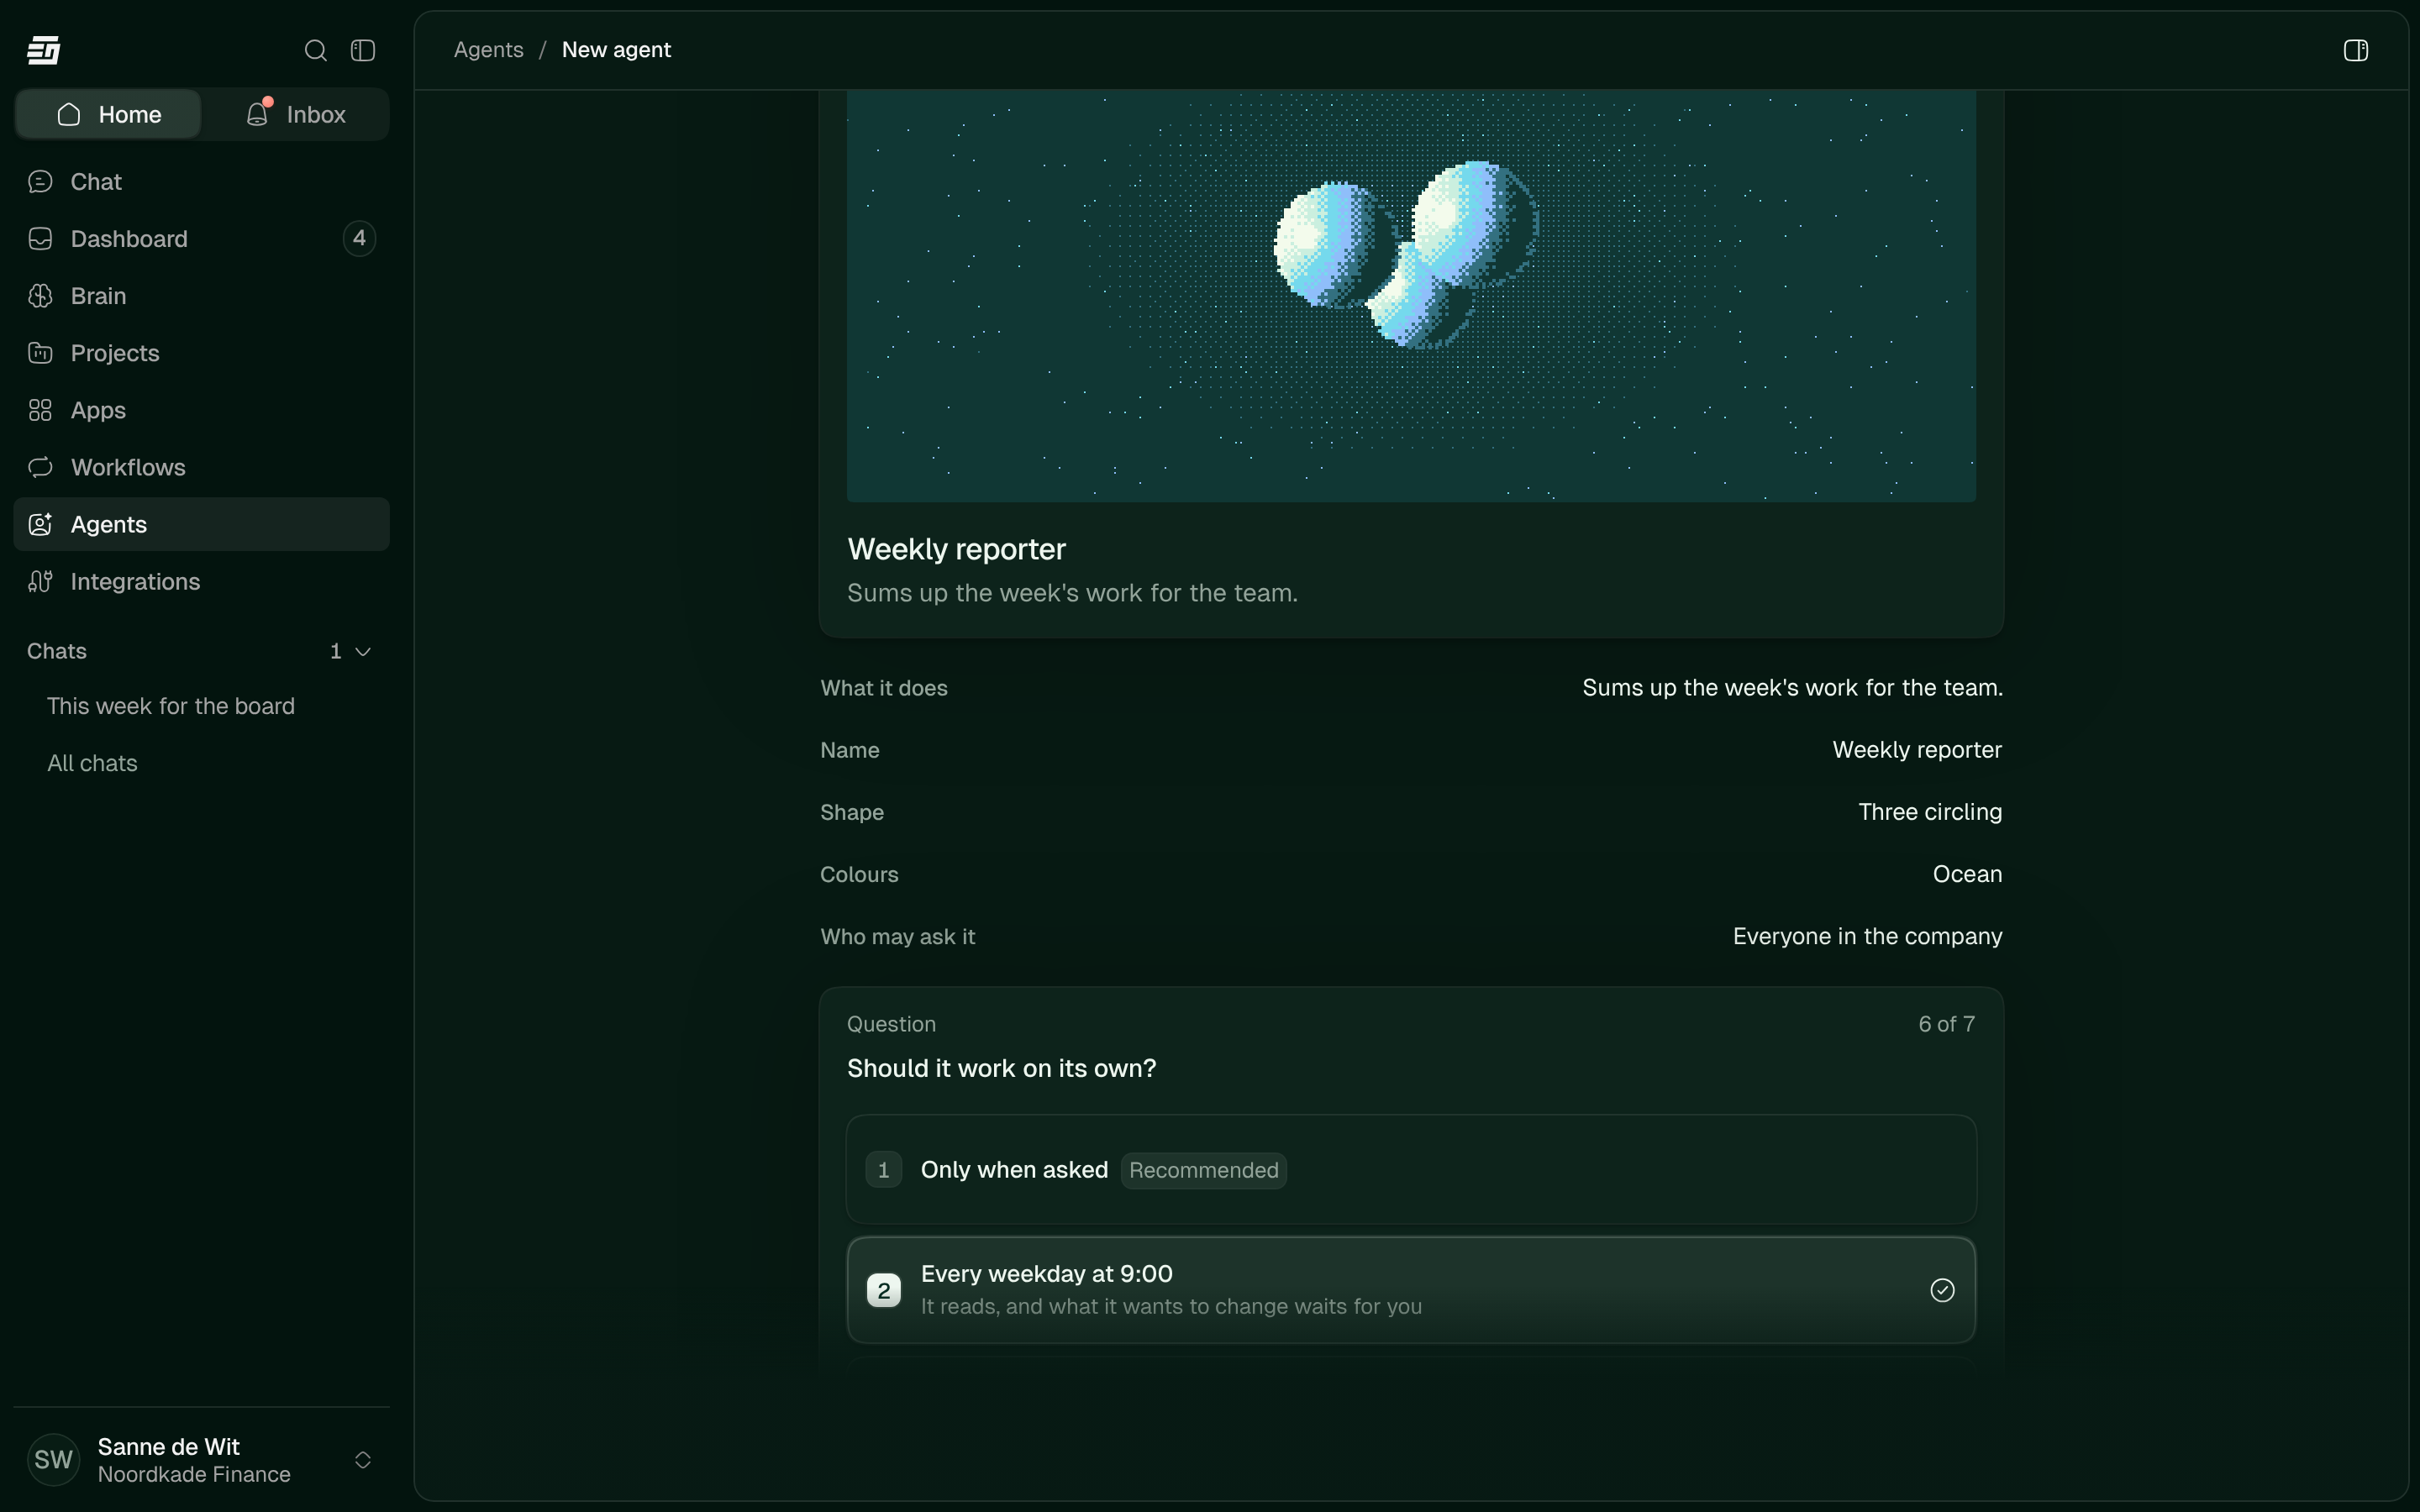 Agents / New agent
Home
Inbox
Chat
Dashboard 4
Brain
Projects
Apps
Workflows
Agents
Integrations
Chats 1
This week for the board
All chats
SW
Sanne de Wit
Noordkade Finance
Weekly reporter
Sums up the week's work for the team.
What it does Sums up the week's work for the team.
Name Weekly reporter
Shape Three circling
Colours Ocean
Who may ask it Everyone in the company
Question 6 of 7
Should it work on its own?
1 Only when asked Recommended
2 Every weekday at 9:00
It reads, and what it wants to change waits for you